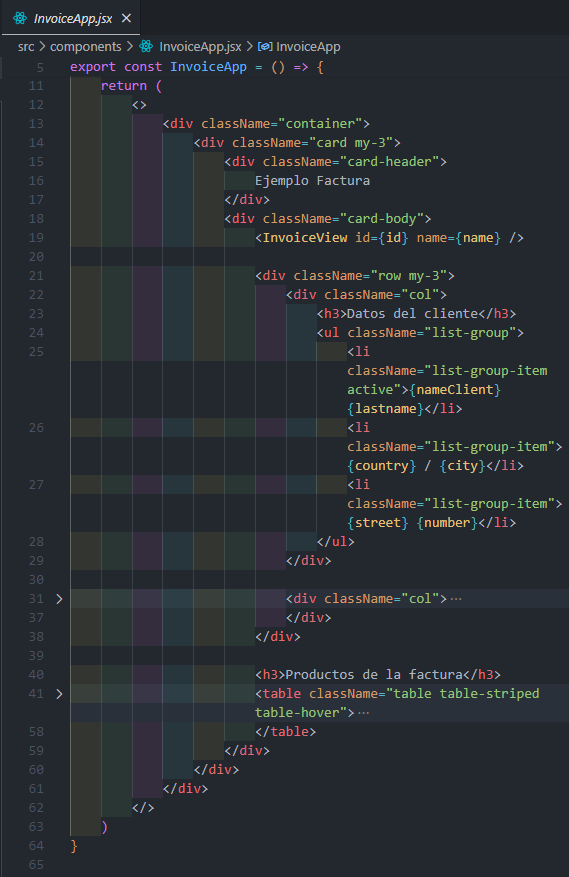 InvoiceApp.jsx ×
src > components > InvoiceApp.jsx > InvoiceApp
5 export const InvoiceApp = () => {
11 return (
12 <>
13 <div className="container">
14 <div className="card my-3">
15 <div className="card-header">
16 Ejemplo Factura
17 </div>
18 <div className="card-body">
19 <InvoiceView id={id} name={name} />
20
21 <div className="row my-3">
22 <div className="col">
23 <h3>Datos del cliente</h3>
24 <ul className="list-group">
25 <li
className="list-group-item
active">{nameClient}
{lastname}</li>
26 <li
className="list-group-item">
{country} / {city}</li>
27 <li
className="list-group-item">
{street} {number}</li>
28 </ul>
29 </div>
30
31 > <div className="col">…
37 </div>
38 </div>
39
40 <h3>Productos de la factura</h3>
41 > <table className="table table-striped
table-hover">…
58 </table>
59 </div>
60 </div>
61 </div>
62 </>
63 )
64 }
65